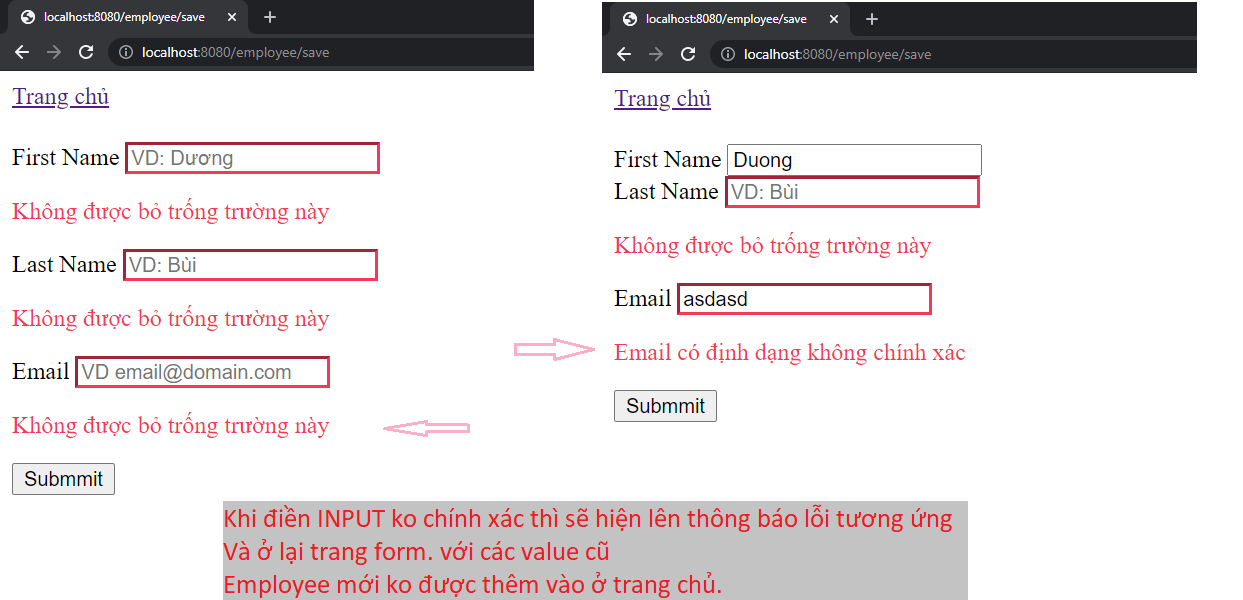 localhost:8080/employee/save
localhost:8080/employee/save
Trang chủ
First Name VD: Dương
Không được bỏ trống trường này
Last Name VD: Bùi
Không được bỏ trống trường này
Email VD email@domain.com
Không được bỏ trống trường này
Submmit
localhost:8080/employee/save
localhost:8080/employee/save
Trang chủ
First Name Duong
Last Name VD: Bùi
Không được bỏ trống trường này
Email asdasd
Email có định dạng không chính xác
Submmit
Khi điền INPUT ko chính xác thì sẽ hiện lên thông báo lỗi tương ứng
Và ở lại trang form. với các value cũ
Employee mới ko được thêm vào ở trang chủ.